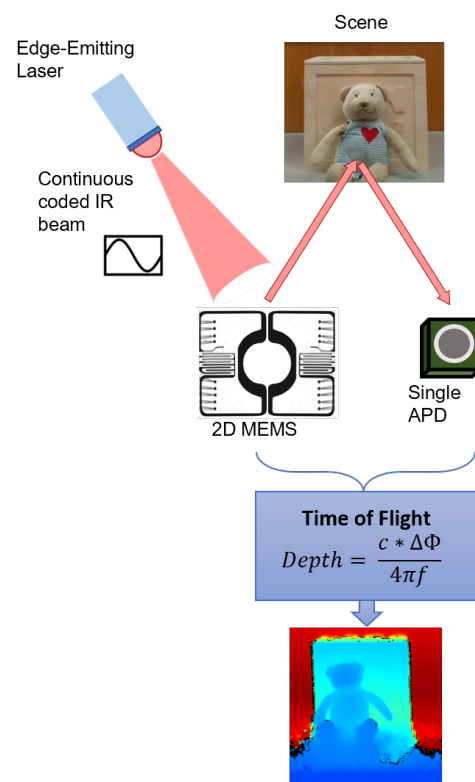 Scene
Edge-Emitting
Laser
Continuous
coded IR
beam
2D MEMS
Single
APD
Time of Flight
Depth = c * ΔΦ / 4πf